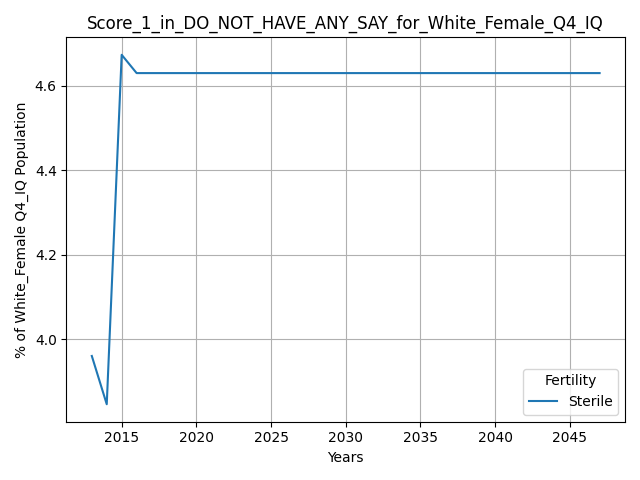 Score_1_in_DO_NOT_HAVE_ANY_SAY_for_White_Female_Q4_IQ
% of White_Female Q4_IQ Population
4.6
4.4
4.2
4.0
Fertility
Sterile
2015 2020 2025 2030 2035 2040 2045
Years